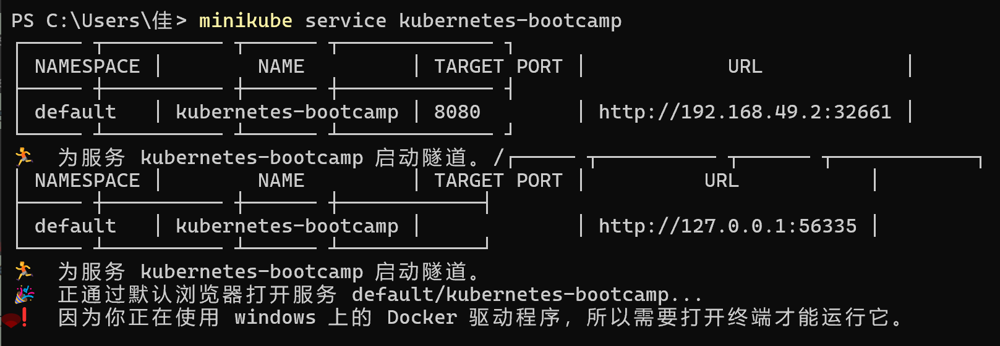 PS C:\Users\佳> minikube service kubernetes-bootcamp
NAMESPACE | NAME | TARGET PORT | URL |
default | kubernetes-bootcamp | 8080 | http://192.168.49.2:32661 |
🏃 为服务 kubernetes-bootcamp 启动隧道。/
NAMESPACE | NAME | TARGET PORT | URL |
default | kubernetes-bootcamp | | http://127.0.0.1:56335 |
🏃 为服务 kubernetes-bootcamp 启动隧道。
🎉 正通过默认浏览器打开服务 default/kubernetes-bootcamp...
❗ 因为你正在使用 windows 上的 Docker 驱动程序，所以需要打开终端才能运行它。